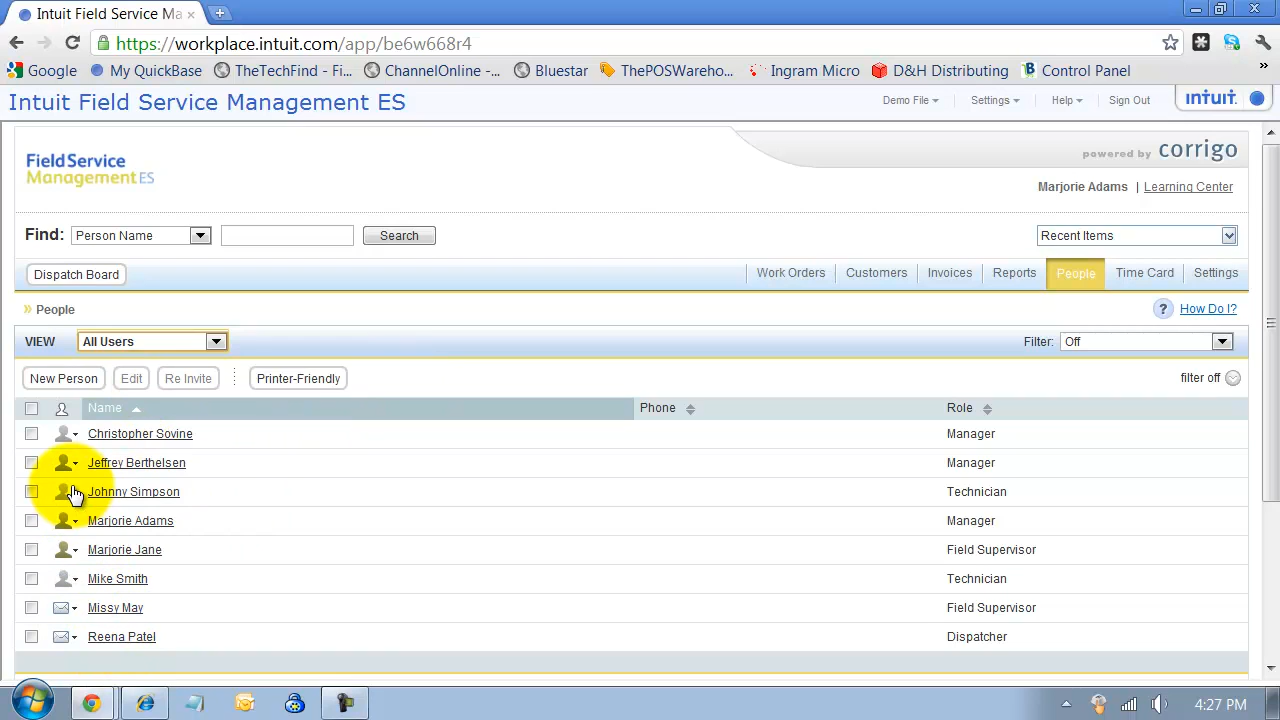 Intuit Field Service Ma
https://workplace.intuit.com/app/be6w668r4
Google My QuickBase TheTechFind - Fi... ChannelOnline -... Bluestar ThePOSWareho... Ingram Micro D&H Distributing Control Panel »
Intuit Field Service Management ES
Demo File Settings Help Sign Out intuit
FieldService
ManagementES
powered by corrigo
Marjorie Adams | Learning Center
Find: Person Name Search Recent Items
Dispatch Board Work Orders Customers Invoices Reports People Time Card Settings
» People ? How Do I?
VIEW All Users Filter: Off
New Person Edit Re Invite Printer-Friendly filter off
Name Phone Role
Christopher Sovine Manager
Jeffrey Berthelsen Manager
Johnny Simpson Technician
Marjorie Adams Manager
Marjorie Jane Field Supervisor
Mike Smith Technician
Missy May Field Supervisor
Reena Patel Dispatcher
4:27 PM